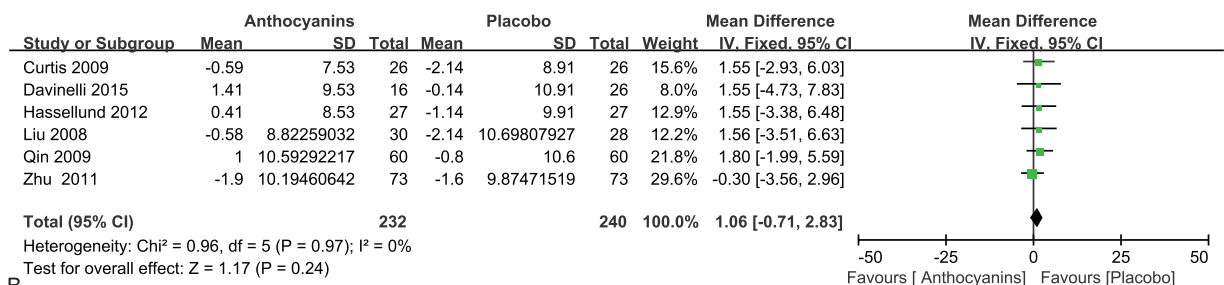 Anthocyanins Placebo Mean Difference Mean Difference
Study or Subgroup Mean SD Total Mean SD Total Weight IV, Fixed, 95% CI IV, Fixed, 95% CI
Curtis 2009 -0.59 7.53 26 -2.14 8.91 26 15.6% 1.55 [-2.93, 6.03]
Davinelli 2015 1.41 9.53 16 -0.14 10.91 26 8.0% 1.55 [-4.73, 7.83]
Hassellund 2012 0.41 8.53 27 -1.14 9.91 27 12.9% 1.55 [-3.38, 6.48]
Liu 2008 -0.58 8.82259032 30 -2.14 10.69807927 28 12.2% 1.56 [-3.51, 6.63]
Qin 2009 1 10.59292217 60 -0.8 10.6 60 21.8% 1.80 [-1.99, 5.59]
Zhu 2011 -1.9 10.19460642 73 -1.6 9.87471519 73 29.6% -0.30 [-3.56, 2.96]
Total (95% CI) 232 240 100.0% 1.06 [-0.71, 2.83]
Heterogeneity: Chi² = 0.96, df = 5 (P = 0.97); I² = 0%
Test for overall effect: Z = 1.17 (P = 0.24)
-50 -25 0 25 50
Favours [ Anthocyanins] Favours [Placebo]